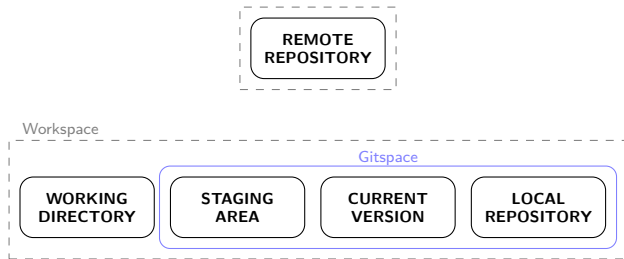 REMOTE
REPOSITORY
Workspace
Gitspace
WORKING
DIRECTORY
STAGING
AREA
CURRENT
VERSION
LOCAL
REPOSITORY